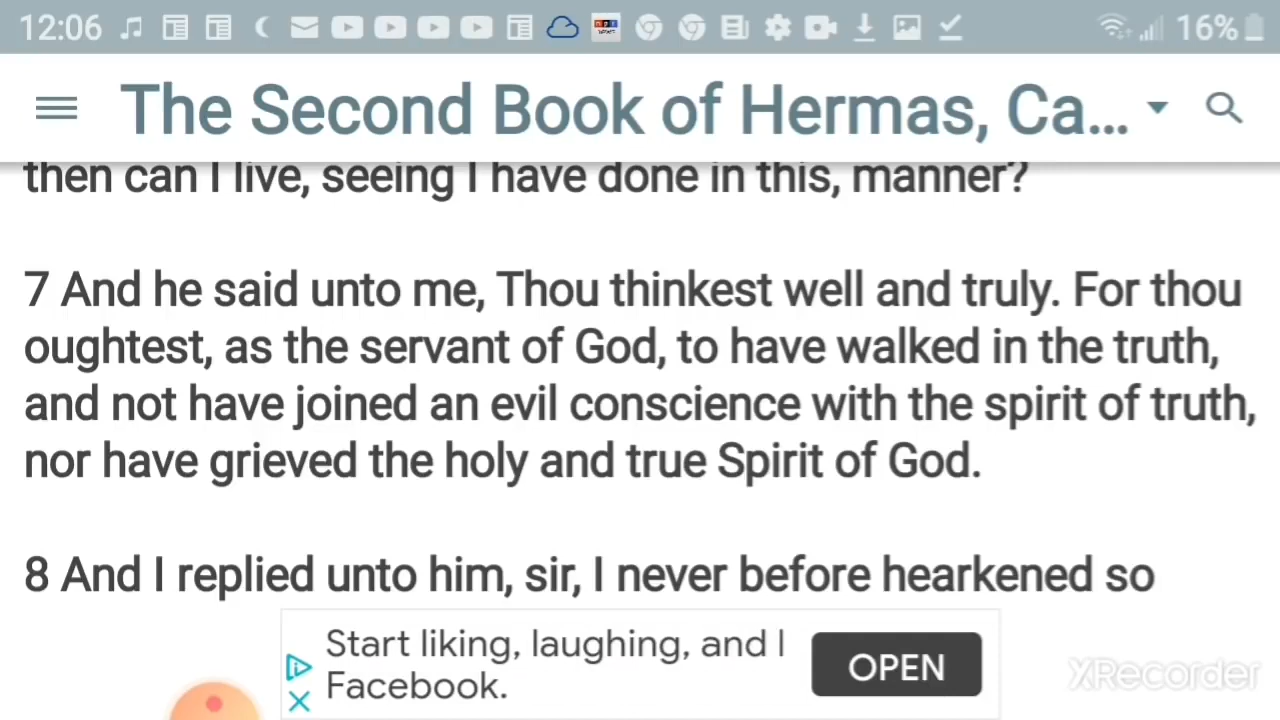 12:06
16%
The Second Book of Hermas, Ca...
then can I live, seeing I have done in this, manner?
7 And he said unto me, Thou thinkest well and truly. For thou
oughtest, as the servant of God, to have walked in the truth,
and not have joined an evil conscience with the spirit of truth,
nor have grieved the holy and true Spirit of God.
8 And I replied unto him, sir, I never before hearkened so
Start liking, laughing, and l
Facebook.
OPEN
XRecorder